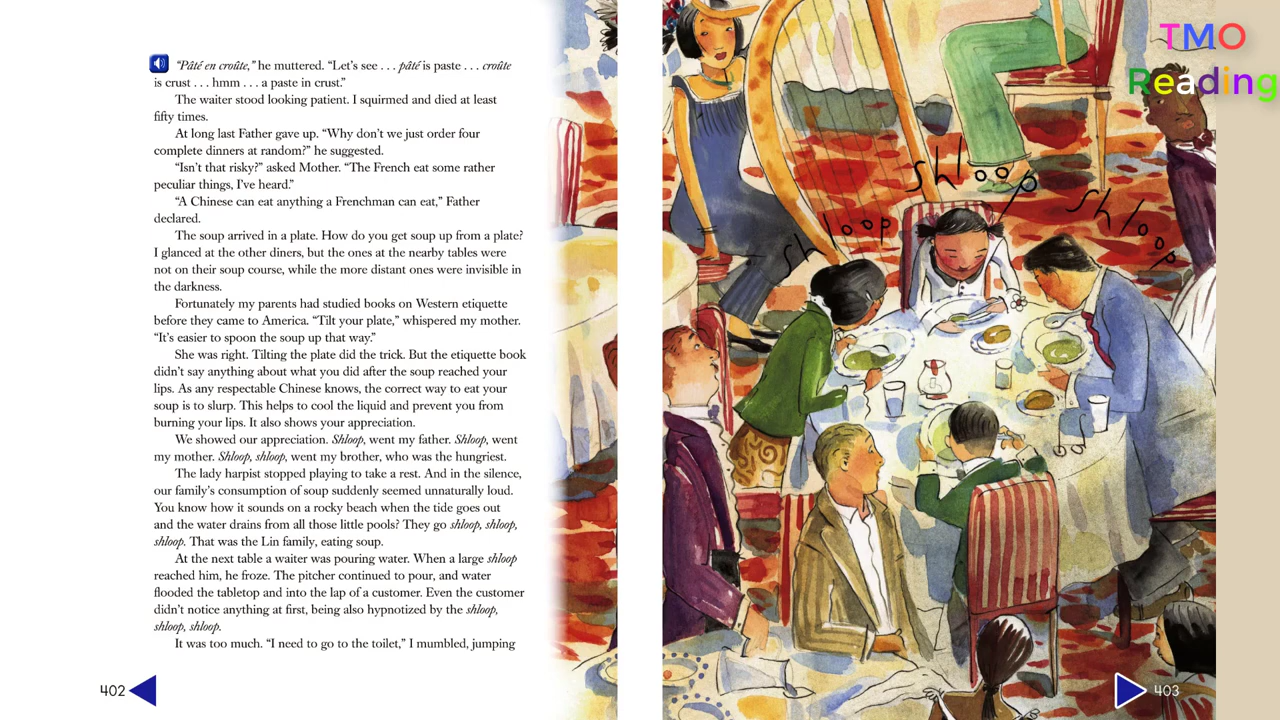 "Pâté en croûte," he muttered. "Let's see . . . pâté is paste . . . croûte
is crust . . . hmm . . . a paste in crust."
The waiter stood looking patient. I squirmed and died at least
fifty times.
At long last Father gave up. "Why don't we just order four
complete dinners at random?" he suggested.
"Isn't that risky?" asked Mother. "The French eat some rather
peculiar things, I've heard."
"A Chinese can eat anything a Frenchman can eat," Father
declared.
The soup arrived in a plate. How do you get soup up from a plate?
I glanced at the other diners, but the ones at the nearby tables were
not on their soup course, while the more distant ones were invisible in
the darkness.
Fortunately my parents had studied books on Western etiquette
before they came to America. "Tilt your plate," whispered my mother.
"It's easier to spoon the soup up that way."
She was right. Tilting the plate did the trick. But the etiquette book
didn't say anything about what you did after the soup reached your
lips. As any respectable Chinese knows, the correct way to eat your
soup is to slurp. This helps to cool the liquid and prevent you from
burning your lips. It also shows your appreciation.
We showed our appreciation. Shloop, went my father. Shloop, went
my mother. Shloop, shloop, went my brother, who was the hungriest.
The lady harpist stopped playing to take a rest. And in the silence,
our family's consumption of soup suddenly seemed unnaturally loud.
You know how it sounds on a rocky beach when the tide goes out
and the water drains from all those little pools? They go shloop, shloop,
shloop. That was the Lin family, eating soup.
At the next table a waiter was pouring water. When a large shloop
reached him, he froze. The pitcher continued to pour, and water
flooded the tabletop and into the lap of a customer. Even the customer
didn't notice anything at first, being also hypnotized by the shloop,
shloop, shloop.
It was too much. "I need to go to the toilet," I mumbled, jumping
402
TMO
Reading
shloop
shloop
shloop
403